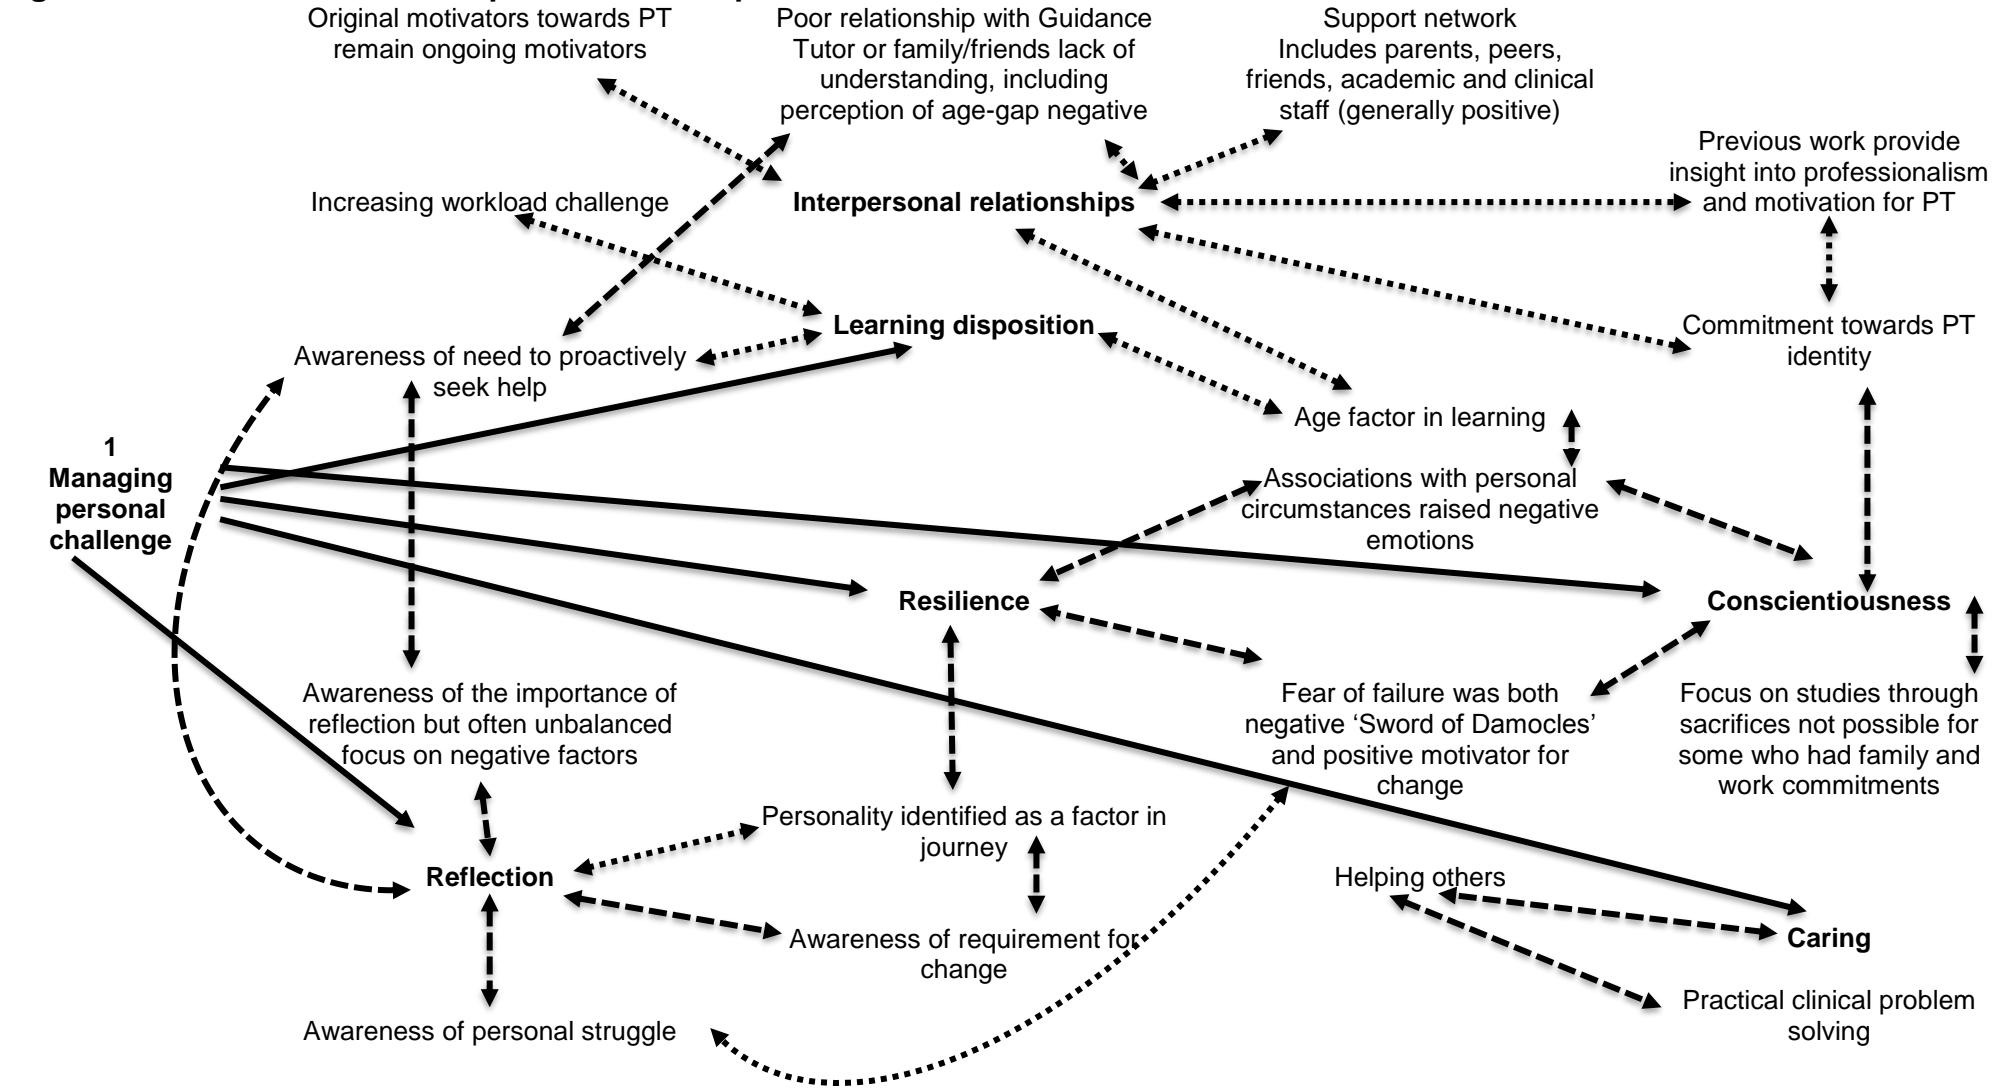 Original motivators towards PT
remain ongoing motivators
Poor relationship with Guidance
Tutor or family/friends lack of
understanding, including
perception of age-gap negative
Support network
Includes parents, peers,
friends, academic and clinical
staff (generally positive)
Previous work provide
insight into professionalism
and motivation for PT
Increasing workload challenge
Interpersonal relationships
Learning disposition
Commitment towards PT
identity
Awareness of need to proactively
seek help
Age factor in learning
1
Managing
personal
challenge
Associations with personal
circumstances raised negative
emotions
Resilience
Conscientiousness
Awareness of the importance of
reflection but often unbalanced
focus on negative factors
Fear of failure was both
negative ‘Sword of Damocles’
and positive motivator for
change
Focus on studies through
sacrifices not possible for
some who had family and
work commitments
Personality identified as a factor in
journey
Reflection
Helping others
Awareness of requirement for
change
Caring
Practical clinical problem
solving
Awareness of personal struggle